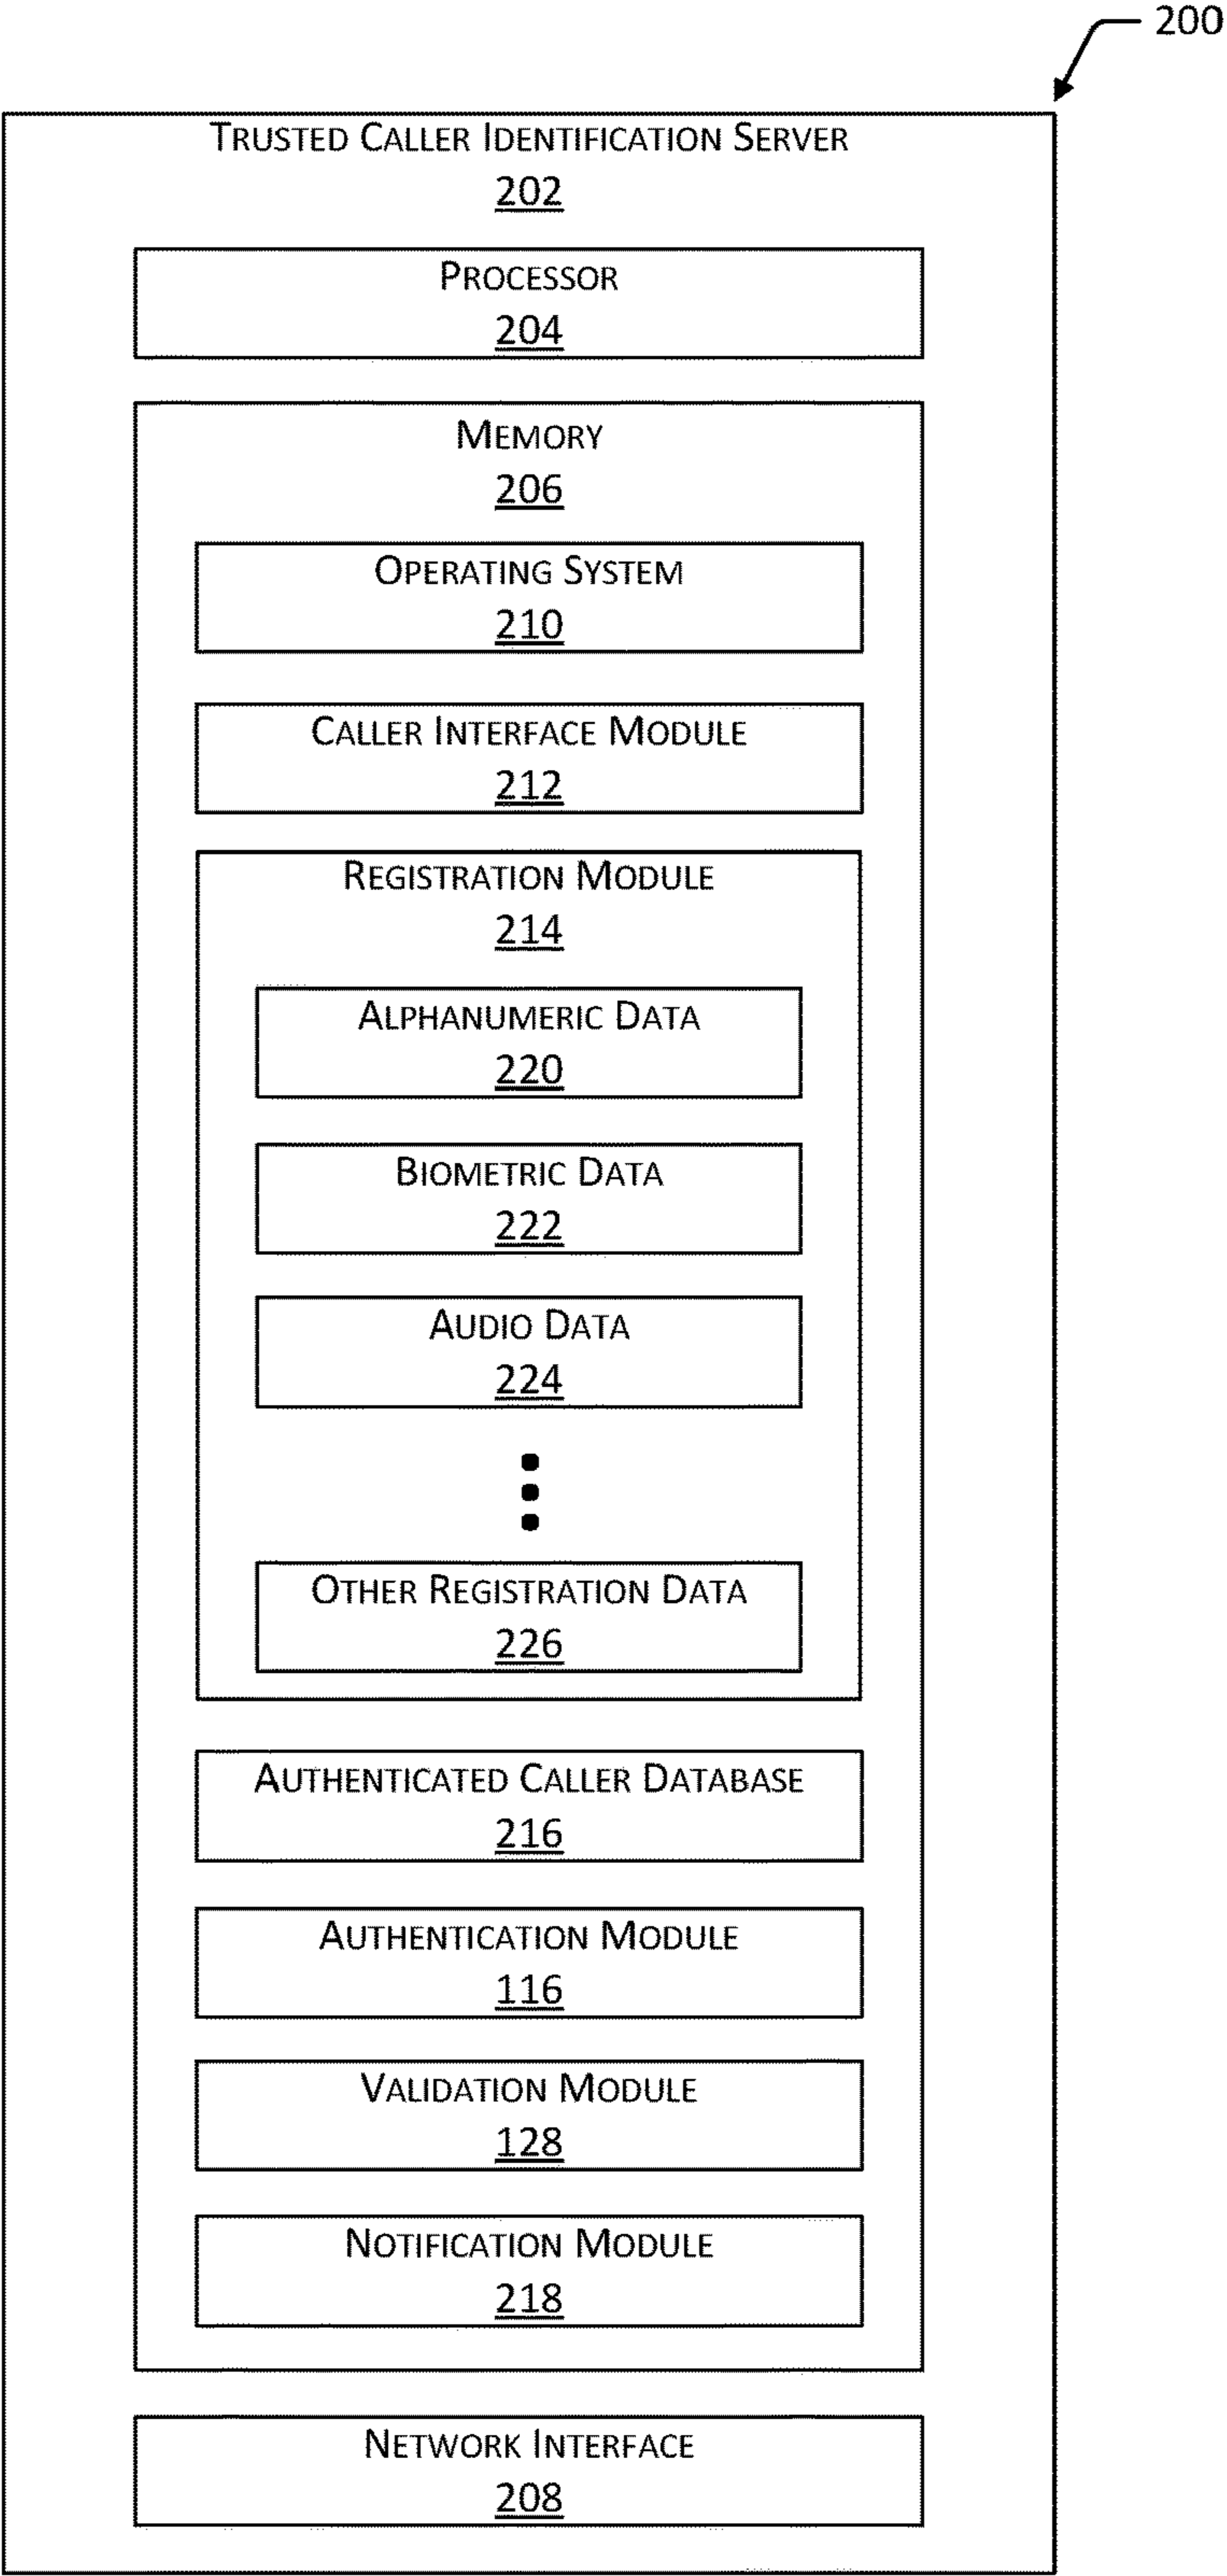 200
TRUSTED CALLER IDENTIFICATION SERVER
202
PROCESSOR
204
MEMORY
206
OPERATING SYSTEM
210
CALLER INTERFACE MODULE
212
REGISTRATION MODULE
214
ALPHANUMERIC DATA
220
BIOMETRIC DATA
222
AUDIO DATA
224
OTHER REGISTRATION DATA
226
AUTHENTICATED CALLER DATABASE
216
AUTHENTICATION MODULE
116
VALIDATION MODULE
128
NOTIFICATION MODULE
218
NETWORK INTERFACE
208